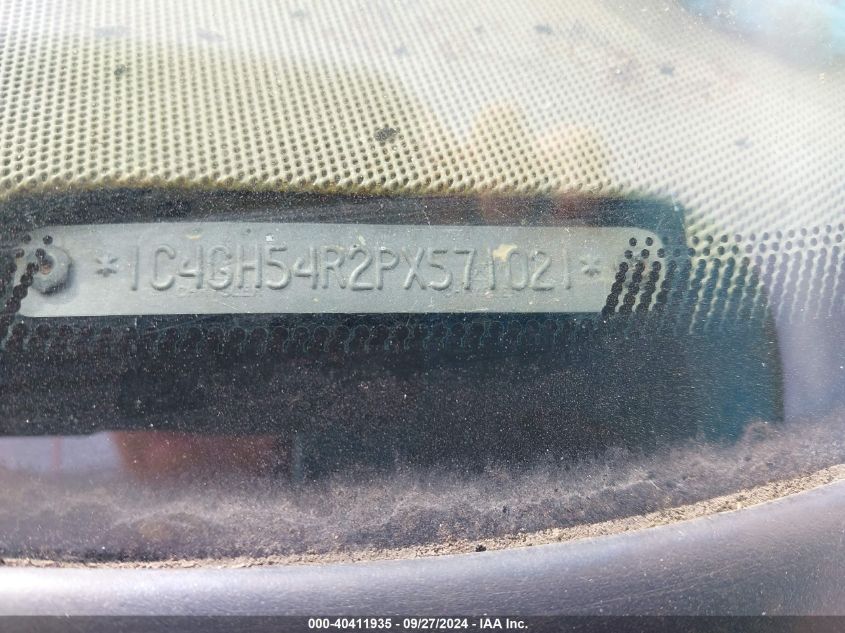 *1C4GH54R2PX571021*
000-40411935 - 09/27/2024 - IAA, Inc.